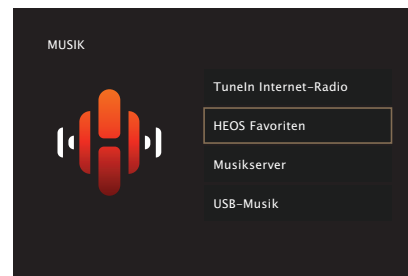 MUSIK
TuneIn Internet-Radio
HEOS Favoriten
Musikserver
USB-Musik